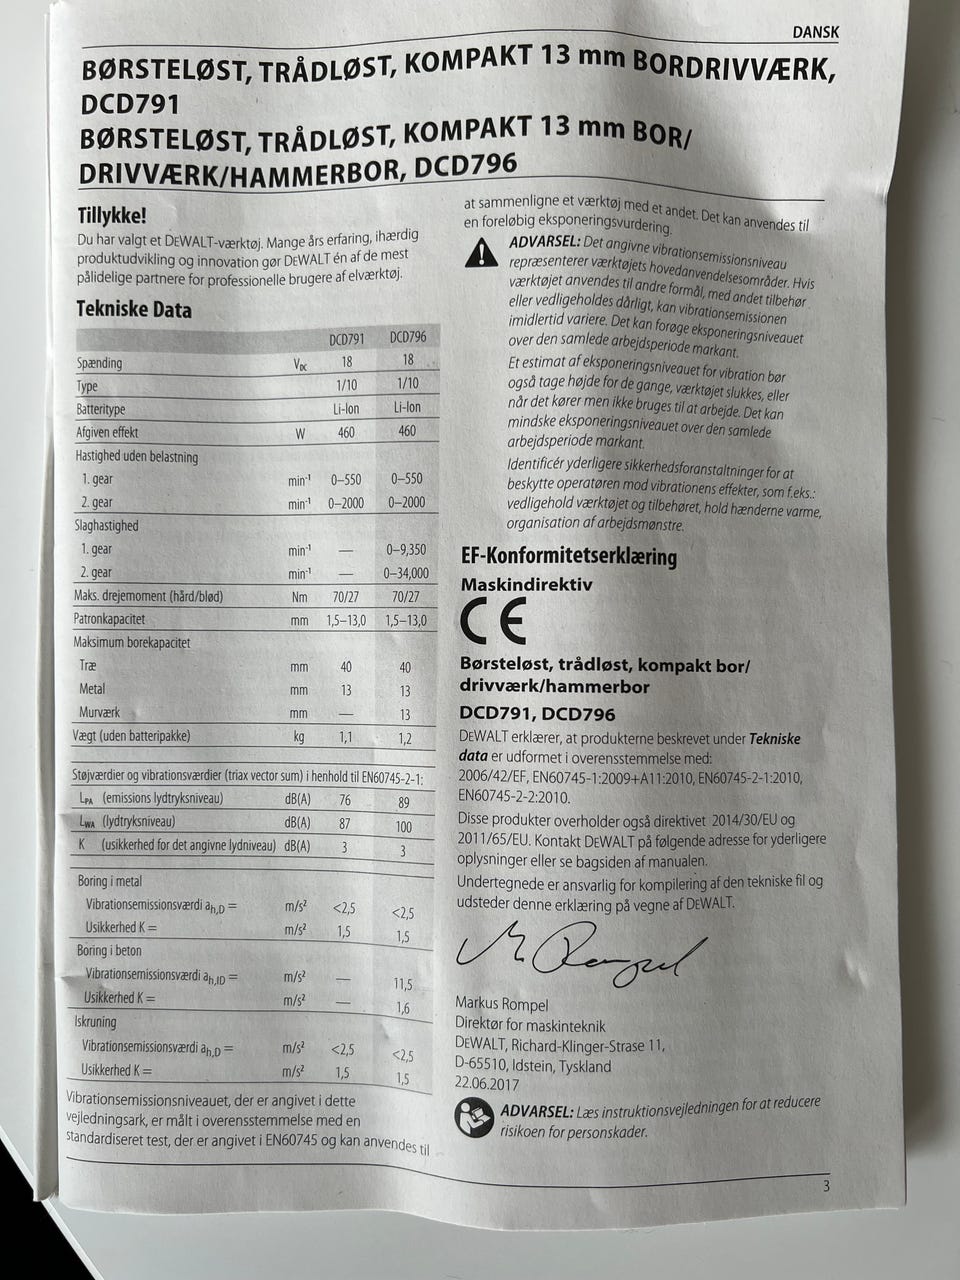 DANSK
BØRSTELØST, TRÅDLØST, KOMPAKT 13 mm BORDRIVVÆRK,
DCD791
BØRSTELØST, TRÅDLØST, KOMPAKT 13 mm BOR/
DRIVVÆRK/HAMMERBOR, DCD796
Tillykke!
Du har valgt et DEWALT-værktøj. Mange års erfaring, ihærdig
produktudvikling og innovation gør DEWALT én af de mest
pålidelige partnere for professionelle brugere af elværktøj.
Tekniske Data
DCD791 DCD796
Spænding VDC 18 18
Type 1/10 1/10
Batteritype Li-Ion Li-Ion
Afgiven effekt W 460 460
Hastighed uden belastning
1. gear min-1 0–550 0–550
2. gear min-1 0–2000 0–2000
Slaghastighed
1. gear min-1 — 0–9,350
2. gear min-1 — 0–34,000
Maks. drejemoment (hård/blød) Nm 70/27 70/27
Patronkapacitet mm 1,5–13,0 1,5–13,0
Maksimum borekapacitet
Træ mm 40 40
Metal mm 13 13
Murværk mm — 13
Vægt (uden batteripakke) kg 1,1 1,2
Støjværdier og vibrationsværdier (triax vector sum) i henhold til EN60745-2-1:
LPA (emissions lydtryksniveau) dB(A) 76 89
LWA (lydtryksniveau) dB(A) 87 100
K (usikkerhed for det angivne lydniveau) dB(A) 3 3
Boring i metal
Vibrationsemissionsværdi ah,D = m/s² <2,5 <2,5
Usikkerhed K = m/s² 1,5 1,5
Boring i beton
Vibrationsemissionsværdi ah,ID = m/s² — 11,5
Usikkerhed K = m/s² — 1,6
Iskruning
Vibrationsemissionsværdi ah,D = m/s² <2,5 <2,5
Usikkerhed K = m/s² 1,5 1,5
Vibrationsemissionsniveauet, der er angivet i dette
vejledningsark, er målt i overensstemmelse med en
standardiseret test, der er angivet i EN60745 og kan anvendes til
at sammenligne et værktøj med et andet. Det kan anvendes til
en foreløbig eksponeringsvurdering.
ADVARSEL: Det angivne vibrationsemissionsniveau
repræsenterer værktøjets hovedanvendelsesområder. Hvis
værktøjet anvendes til andre formål, med andet tilbehør
eller vedligeholdes dårligt, kan vibrationsemissionen
imidlertid variere. Det kan forøge eksponeringsniveauet
over den samlede arbejdsperiode markant.
Et estimat af eksponeringsniveauet for vibration bør
også tage højde for de gange, værktøjet slukkes, eller
når det kører men ikke bruges til at arbejde. Det kan
mindske eksponeringsniveauet over den samlede
arbejdsperiode markant.
Identificér yderligere sikkerhedsforanstaltninger for at
beskytte operatøren mod vibrationens effekter, som f.eks.:
vedligehold værktøjet og tilbehøret, hold hænderne varme,
organisation af arbejdsmønstre.
EF-Konformitetserklæring
Maskindirektiv
CE
Børsteløst, trådløst, kompakt bor/
drivværk/hammerbor
DCD791, DCD796
DEWALT erklærer, at produkterne beskrevet under Tekniske
data er udformet i overensstemmelse med:
2006/42/EF, EN60745-1:2009+A11:2010, EN60745-2-1:2010,
EN60745-2-2:2010.
Disse produkter overholder også direktivet 2014/30/EU og
2011/65/EU. Kontakt DEWALT på følgende adresse for yderligere
oplysninger eller se bagsiden af manualen.
Undertegnede er ansvarlig for kompilering af den tekniske fil og
udsteder denne erklæring på vegne af DEWALT.
Markus Rompel
Direktør for maskinteknik
DEWALT, Richard-Klinger-Strase 11,
D-65510, Idstein, Tyskland
22.06.2017
ADVARSEL: Læs instruktionsvejledningen for at reducere
risikoen for personskader.
3